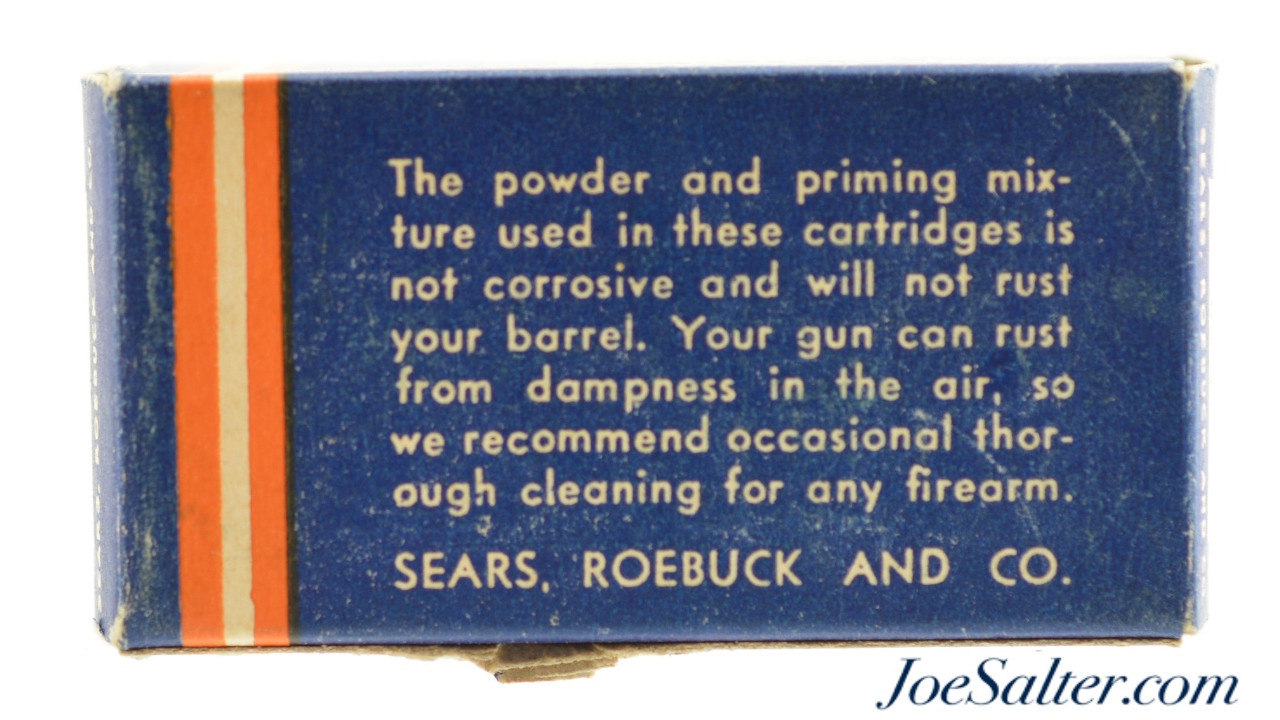 The powder and priming mix-
ture used in these cartridges is
not corrosive and will not rust
your barrel. Your gun can rust
from dampness in the air, so
we recommend occasional thor-
ough cleaning for any firearm.
SEARS, ROEBUCK AND CO.
JoeSalter.com